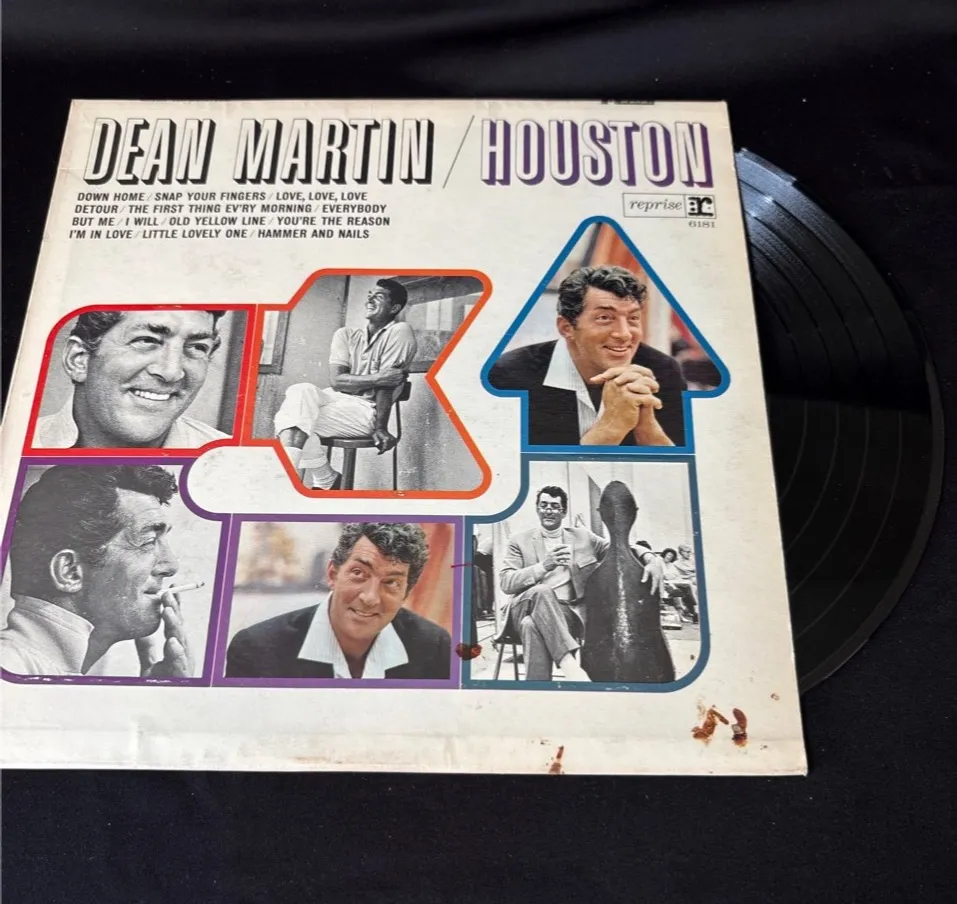 DEAN MARTIN / HOUSTON
DOWN HOME / SNAP YOUR FINGERS / LOVE, LOVE, LOVE
DETOUR / THE FIRST THING EV'RY MORNING / EVERYBODY
BUT ME / I WILL / OLD YELLOW LINE / YOU'RE THE REASON
I'M IN LOVE / LITTLE LOVELY ONE / HAMMER AND NAILS
reprise R:
6181